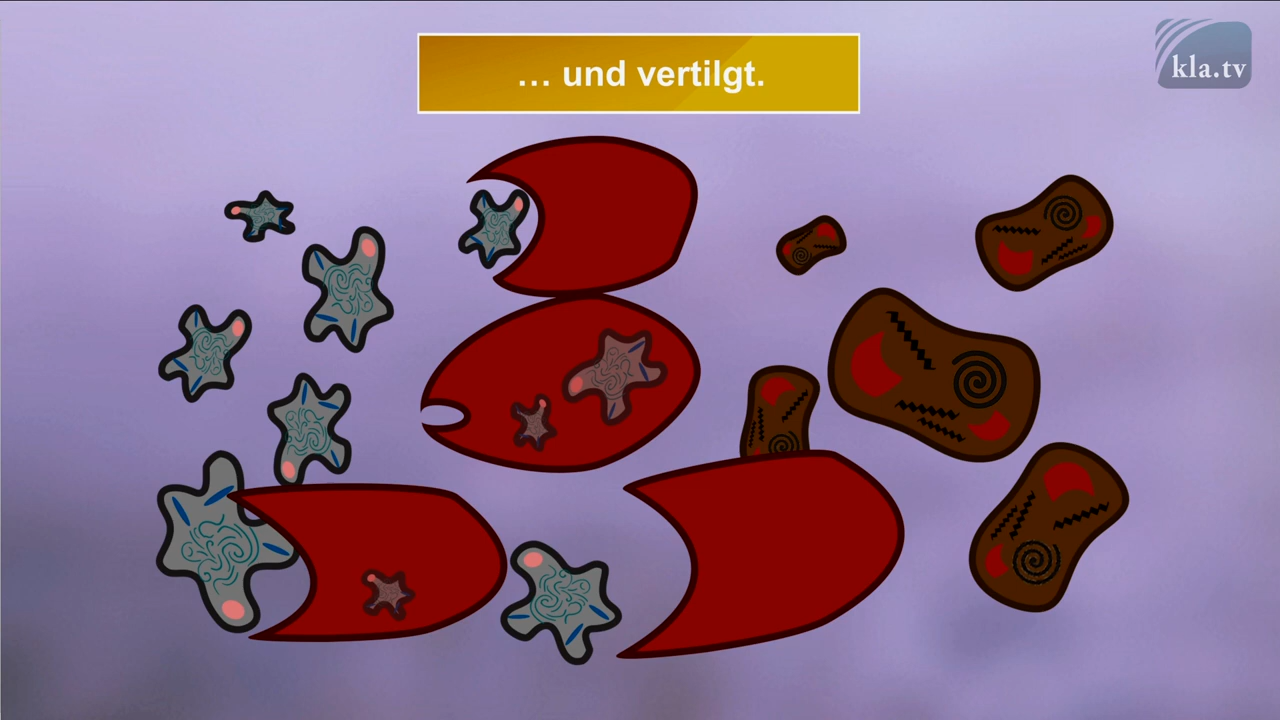 … und vertilgt.
kla.tv